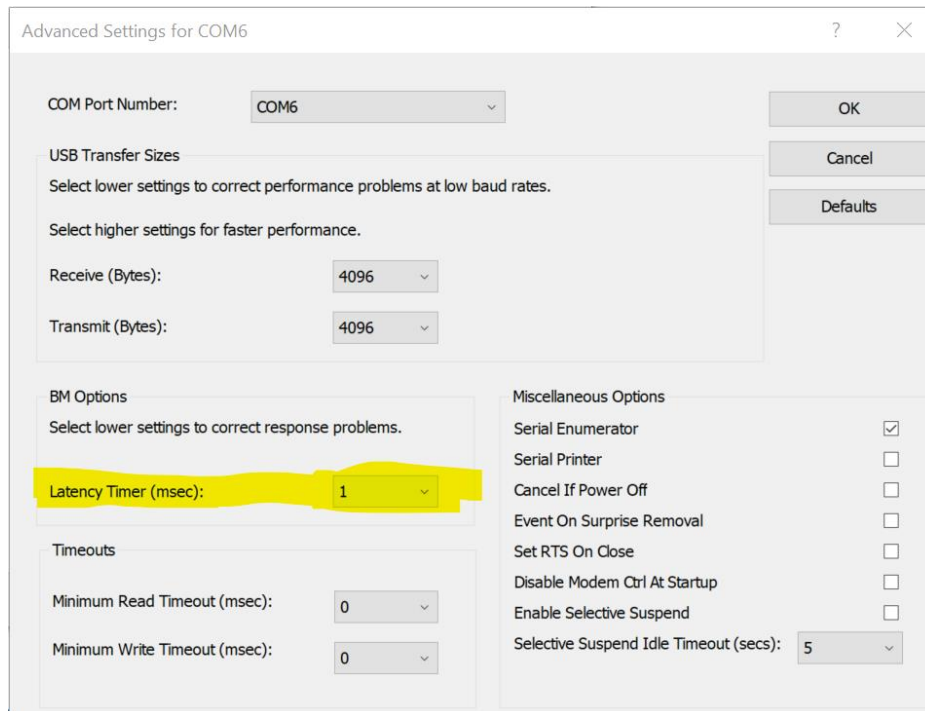 Advanced Settings for COM6
COM Port Number: COM6
OK
Cancel
Defaults
USB Transfer Sizes
Select lower settings to correct performance problems at low baud rates.
Select higher settings for faster performance.
Receive (Bytes): 4096
Transmit (Bytes): 4096
BM Options
Select lower settings to correct response problems.
Latency Timer (msec): 1
Timeouts
Minimum Read Timeout (msec): 0
Minimum Write Timeout (msec): 0
Miscellaneous Options
Serial Enumerator
Serial Printer
Cancel If Power Off
Event On Surprise Removal
Set RTS On Close
Disable Modem Ctrl At Startup
Enable Selective Suspend
Selective Suspend Idle Timeout (secs): 5